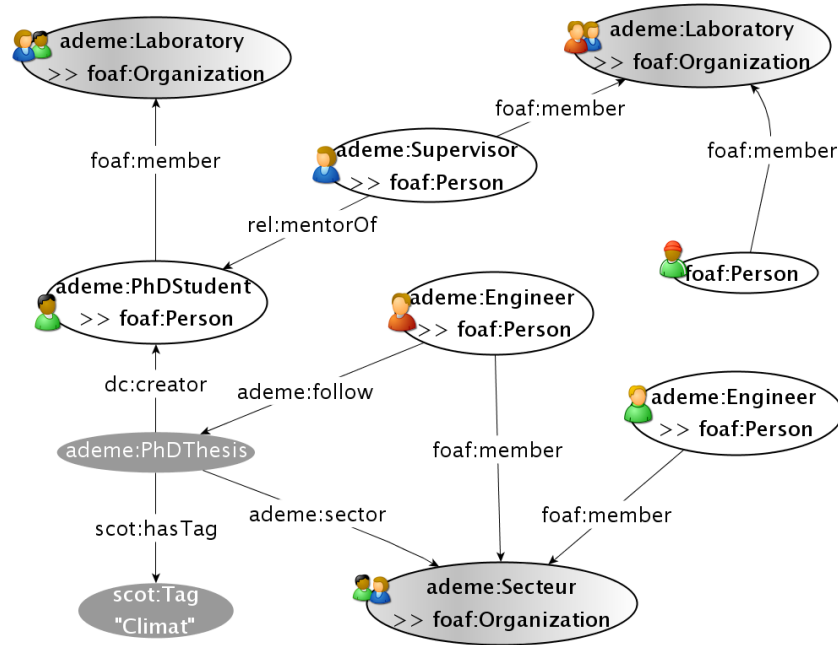 ademe:Laboratory
>> foaf:Organization
ademe:Laboratory
>> foaf:Organization
foaf:member
foaf:member
foaf:member
ademe:Supervisor
>> foaf:Person
rel:mentorOf
foaf:Person
ademe:PhDStudent
>> foaf:Person
ademe:Engineer
>> foaf:Person
dc:creator
ademe:follow
ademe:Engineer
>> foaf:Person
ademe:PhDThesis
foaf:member
scot:hasTag
ademe:sector
foaf:member
scot:Tag
"Climat"
ademe:Secteur
>> foaf:Organization